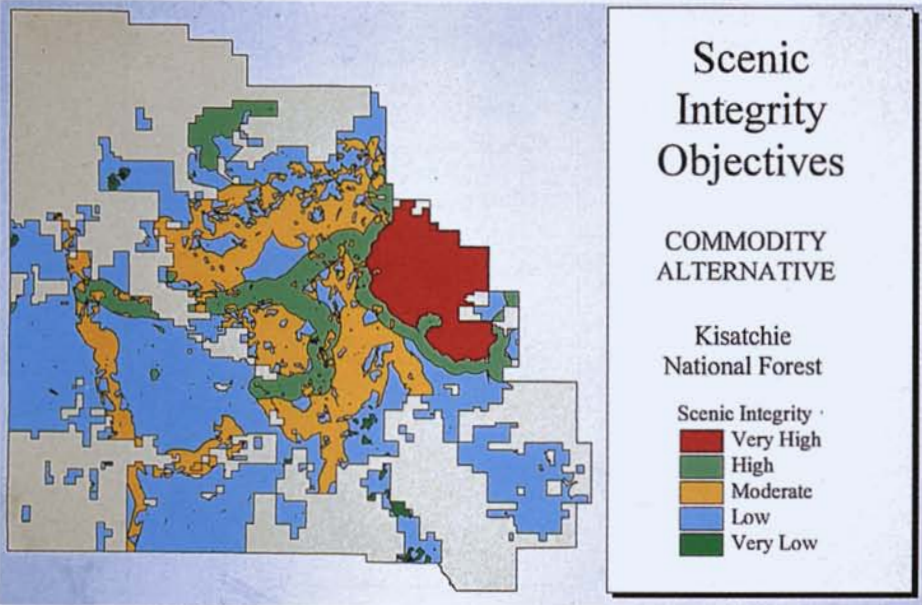 Scenic
Integrity
Objectives
COMMODITY
ALTERNATIVE
Kisatchie
National Forest
Scenic Integrity
Very High
High
Moderate
Low
Very Low